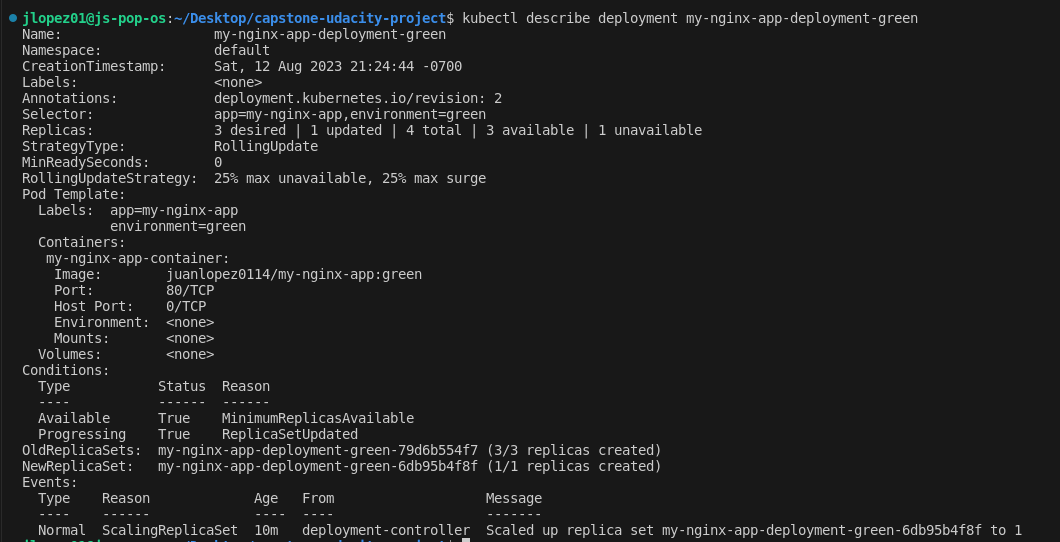 jlopez01@js-pop-os:~/Desktop/capstone-udacity-project$ kubectl describe deployment my-nginx-app-deployment-green
Name:                   my-nginx-app-deployment-green
Namespace:              default
CreationTimestamp:      Sat, 12 Aug 2023 21:24:44 -0700
Labels:                 <none>
Annotations:            deployment.kubernetes.io/revision: 2
Selector:               app=my-nginx-app,environment=green
Replicas:               3 desired | 1 updated | 4 total | 3 available | 1 unavailable
StrategyType:           RollingUpdate
MinReadySeconds:        0
RollingUpdateStrategy:  25% max unavailable, 25% max surge
Pod Template:
  Labels:  app=my-nginx-app
           environment=green
  Containers:
   my-nginx-app-container:
    Image:        juanlopez0114/my-nginx-app:green
    Port:         80/TCP
    Host Port:    0/TCP
    Environment:  <none>
    Mounts:       <none>
  Volumes:        <none>
Conditions:
  Type           Status  Reason
  ----           ------  ------
  Available      True    MinimumReplicasAvailable
  Progressing    True    ReplicaSetUpdated
OldReplicaSets:  my-nginx-app-deployment-green-79d6b554f7 (3/3 replicas created)
NewReplicaSet:   my-nginx-app-deployment-green-6db95b4f8f (1/1 replicas created)
Events:
  Type    Reason             Age   From                   Message
  ----    ------             ----  ----                   -------
  Normal  ScalingReplicaSet  10m   deployment-controller  Scaled up replica set my-nginx-app-deployment-green-6db95b4f8f to 1